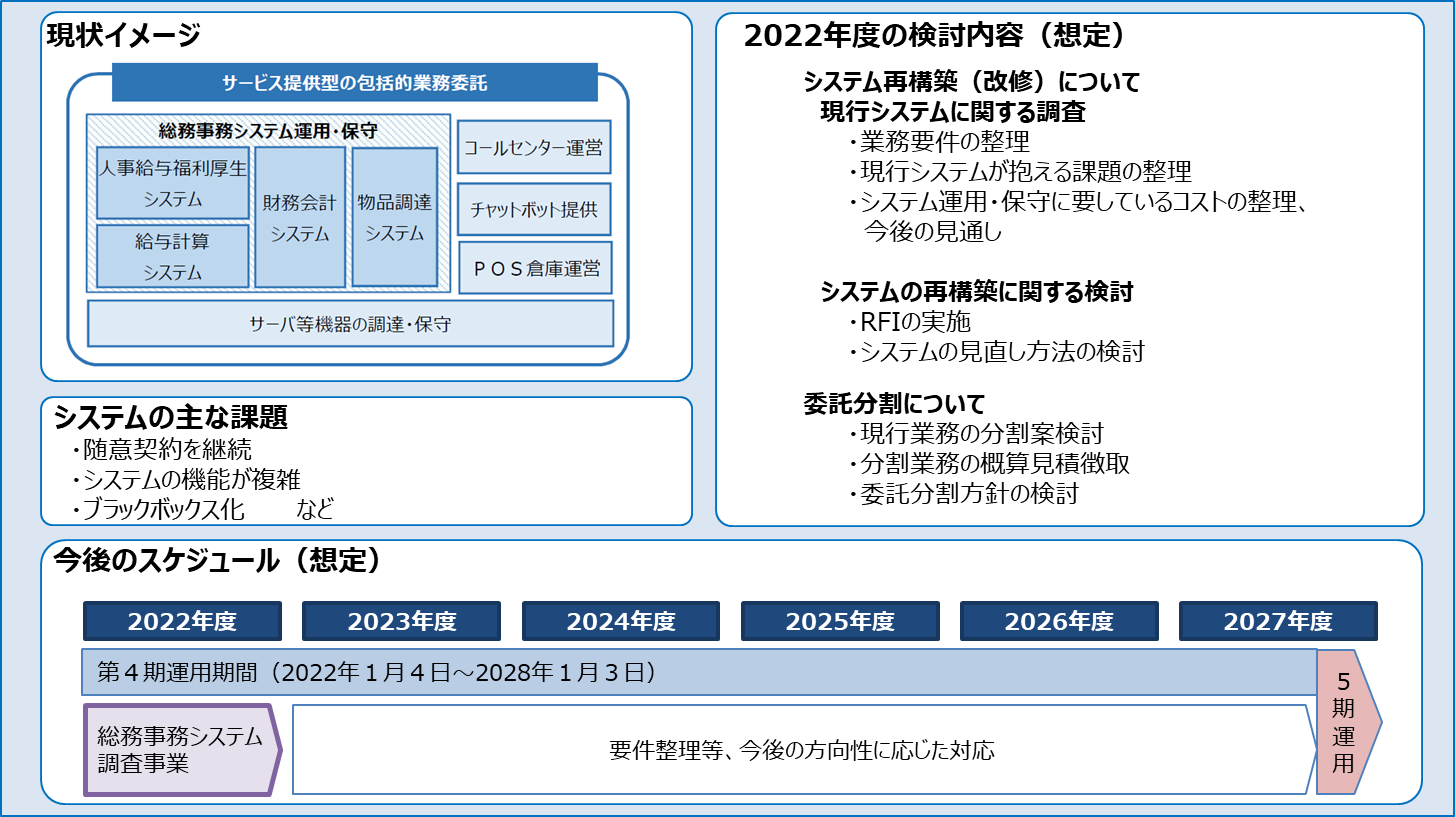 現状イメージ
サービス提供型の包括的業務委託
総務事務システム運用・保守
人事給与福利厚生
システム
給与計算
システム
財務会計
システム
物品調達
システム
コールセンター運営
チャットボット提供
ＰＯＳ倉庫運営
サーバ等機器の調達・保守
システムの主な課題
・随意契約を継続
・システムの機能が複雑
・ブラックボックス化　　など
2022年度の検討内容（想定）
システム再構築（改修）について
現行システムに関する調査
・業務要件の整理
・現行システムが抱える課題の整理
・システム運用・保守に要しているコストの整理、
今後の見通し
システムの再構築に関する検討
・RFIの実施
・システムの見直し方法の検討
委託分割について
・現行業務の分割案検討
・分割業務の概算見積徴取
・委託分割方針の検討
今後のスケジュール（想定）
2022年度
2023年度
2024年度
2025年度
2026年度
2027年度
第４期運用期間（2022年１月４日～2028年１月３日）
総務事務システム
調査事業
要件整理等、今後の方向性に応じた対応
５
期
運
用